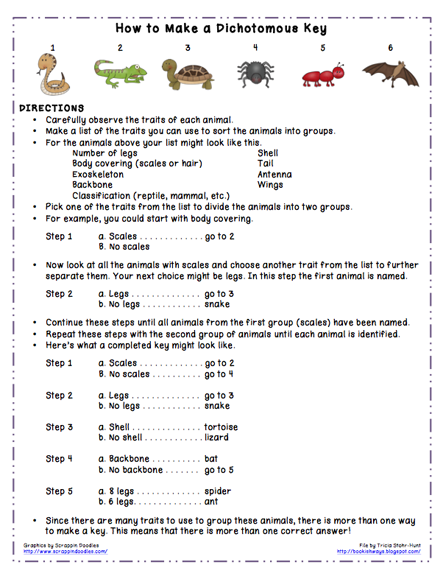 How to Make a Dichotomous Key
1 2 3 4 5 6
DIRECTIONS
• Carefully observe the traits of each animal.
• Make a list of the traits you can use to sort the animals into groups.
• For the animals above your list might look like this.
Number of legs Shell
Body covering (scales or hair) Tail
Exoskeleton Antenna
Backbone Wings
Classification (reptile, mammal, etc.)
• Pick one of the traits from the list to divide the animals into two groups.
• For example, you could start with body covering.
Step 1 a. Scales . . . . . . . . . . . . go to 2
B. No scales
• Now look at all the animals with scales and choose another trait from the list to further
separate them. Your next choice might be legs. In this step the first animal is named.
Step 2 a. Legs . . . . . . . . . . . . . go to 3
b. No legs . . . . . . . . . . . snake
• Continue these steps until all animals from the first group (scales) have been named.
• Repeat these steps with the second group of animals until each animal is identified.
• Here's what a completed key might look like.
Step 1 a. Scales . . . . . . . . . . . . go to 2
B. No scales . . . . . . . . . go to 4
Step 2 a. Legs . . . . . . . . . . . . . go to 3
b. No legs . . . . . . . . . . . snake
Step 3 a. Shell . . . . . . . . . . . . . tortoise
b. No shell . . . . . . . . . . .lizard
Step 4 a. Backbone . . . . . . . . . . bat
b. No backbone . . . . . . . go to 5
Step 5 a. 8 legs . . . . . . . . . . . . spider
b. 6 legs. . . . . . . . . . . . . ant
• Since there are many traits to use to group these animals, there is more than one way
to make a key. This means that there is more than one correct answer!
Graphics by Scrappin Doodles File by Tricia Stohr-Hunt
http://www.scrappindoodles.com/ http://bookishways.blogspot.com/